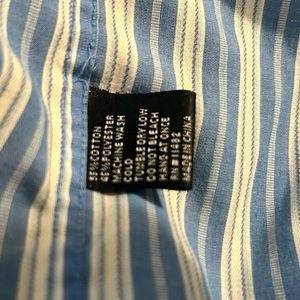 55% COTTON
45% POLYESTER
MACHINE WASH
COLD
TUMBLE DRY LOW
DO NOT BLEACH
HANG AT ONCE
RN#11492
MADE IN CHINA